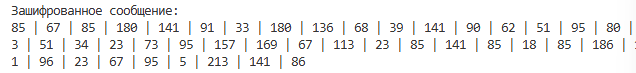 Зашифрованное сообщение:
85 | 67 | 85 | 180 | 141 | 91 | 33 | 180 | 136 | 68 | 39 | 141 | 90 | 62 | 51 | 95 | 80 |
3 | 51 | 34 | 23 | 73 | 95 | 157 | 169 | 67 | 113 | 23 | 85 | 141 | 85 | 18 | 85 | 186 |
1 | 96 | 23 | 67 | 95 | 5 | 213 | 141 | 86